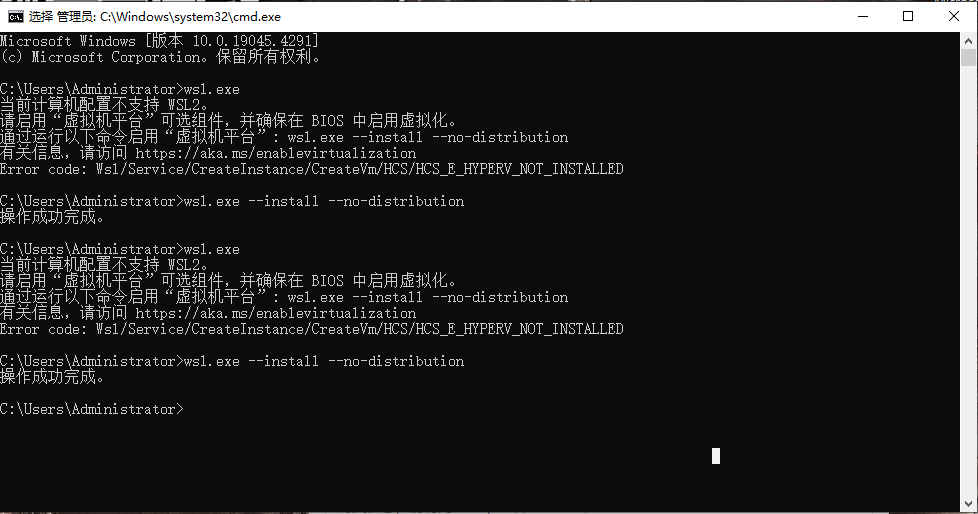 选择 管理员: C:\Windows\system32\cmd.exe
Microsoft Windows [版本 10.0.19045.4291]
(c) Microsoft Corporation。保留所有权利。
C:\Users\Administrator>wsl.exe
当前计算机配置不支持 WSL2。
请启用“虚拟机平台”可选组件，并确保在 BIOS 中启用虚拟化。
通过运行以下命令启用“虚拟机平台”: wsl.exe --install --no-distribution
有关信息，请访问 https://aka.ms/enablevirtualization
Error code: Wsl/Service/CreateInstance/CreateVm/HCS/HCS_E_HYPERV_NOT_INSTALLED
C:\Users\Administrator>wsl.exe --install --no-distribution
操作成功完成。
C:\Users\Administrator>wsl.exe
当前计算机配置不支持 WSL2。
请启用“虚拟机平台”可选组件，并确保在 BIOS 中启用虚拟化。
通过运行以下命令启用“虚拟机平台”: wsl.exe --install --no-distribution
有关信息，请访问 https://aka.ms/enablevirtualization
Error code: Wsl/Service/CreateInstance/CreateVm/HCS/HCS_E_HYPERV_NOT_INSTALLED
C:\Users\Administrator>wsl.exe --install --no-distribution
操作成功完成。
C:\Users\Administrator>